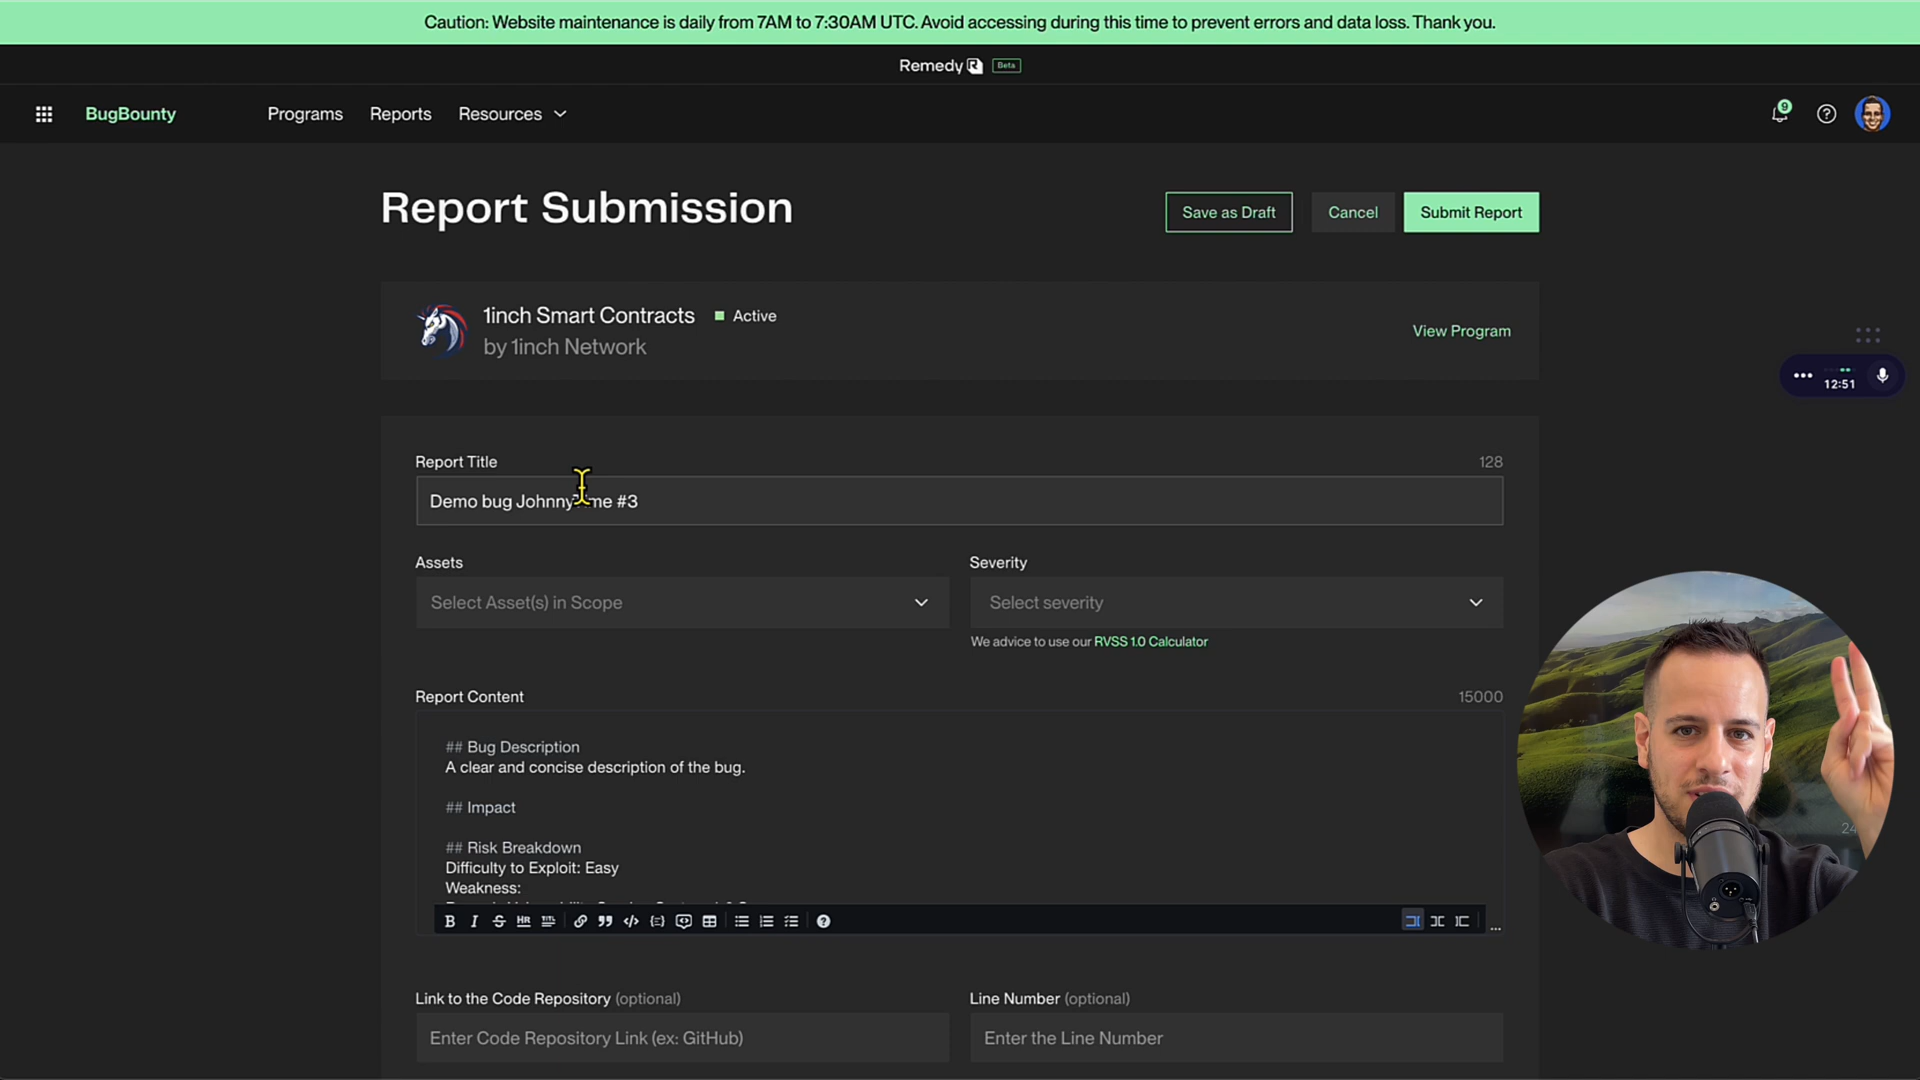 Caution: Website maintenance is daily from 7AM to 7:30AM UTC. Avoid accessing during this time to prevent errors and data loss. Thank you.
Remedy Beta
BugBounty Programs Reports Resources 9
Report Submission Save as Draft Cancel Submit Report
1inch Smart Contracts Active
by 1inch Network
View Program
12:51
Report Title 128
Demo bug JohnnyTime #3
Assets Severity
Select Asset(s) in Scope Select severity
We advice to use our RVSS 1.0 Calculator
Report Content 15000
## Bug Description
A clear and concise description of the bug.
## Impact
## Risk Breakdown
Difficulty to Exploit: Easy
Weakness:
B I S HR TITL
Link to the Code Repository (optional) Line Number (optional)
Enter Code Repository Link (ex: GitHub) Enter the Line Number